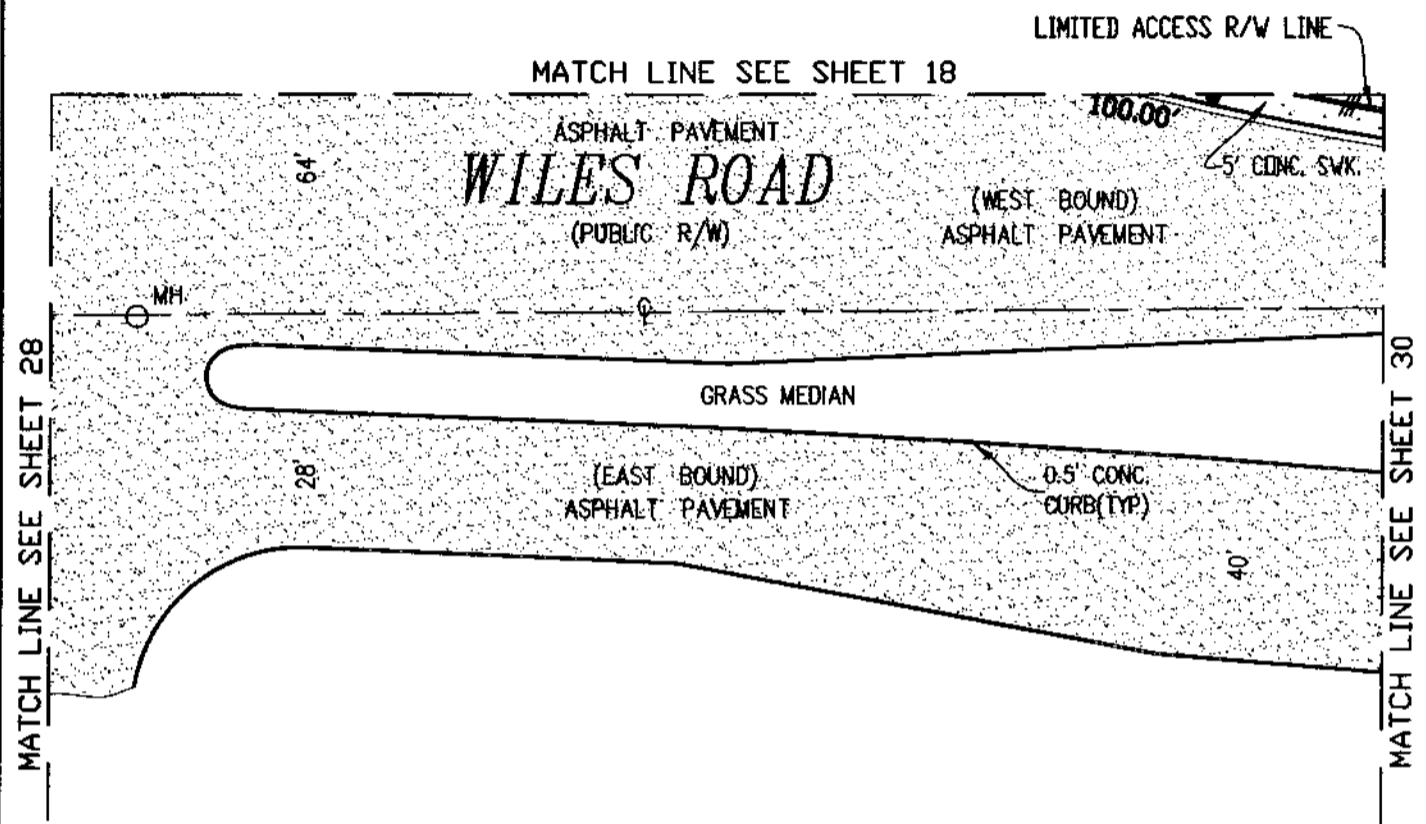 LIMITED ACCESS R/W LINE
MATCH LINE SEE SHEET 18
100.00'
ASPHALT PAVEMENT
64'
WILES ROAD
5' CONC. SWK.
(WEST BOUND)
(PUBLIC R/W)
ASPHALT PAVEMENT
MH
MATCH LINE SEE SHEET 28
MATCH LINE SEE SHEET 30
GRASS MEDIAN
28'
(EAST BOUND)
ASPHALT PAVEMENT
0.5' CONC.
CURB(TYP)
40